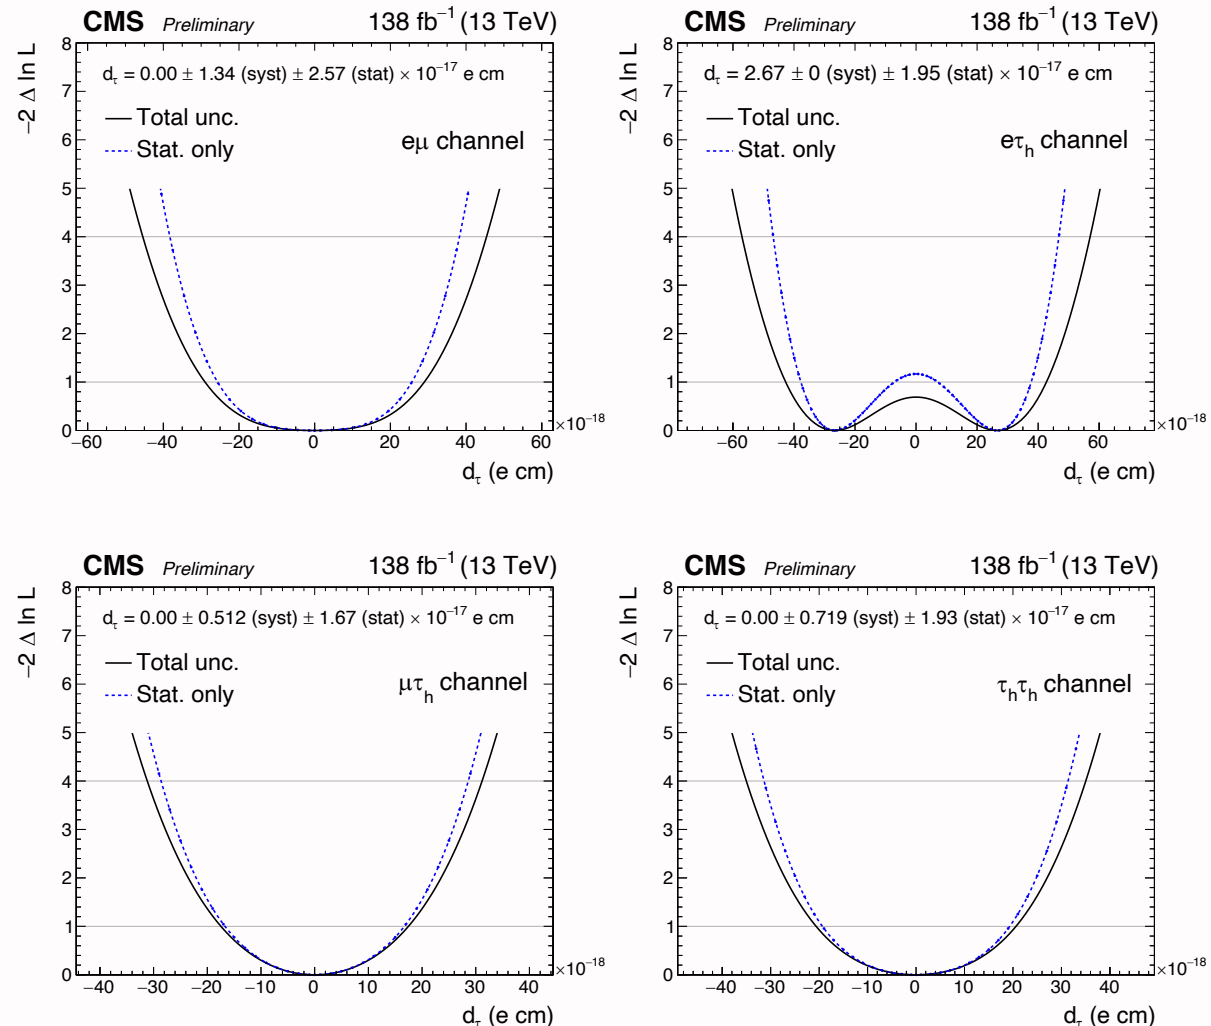 CMS Preliminary 138 fb⁻¹ (13 TeV)
−2 Δ ln L
8
7
6
5
4
3
2
1
0
d_τ = 0.00 ± 1.34 (syst) ± 2.57 (stat) × 10⁻¹⁷ e cm
Total unc.
Stat. only
eμ channel
−60 −40 −20 0 20 40 60
×10⁻¹⁸
d_τ (e cm)
CMS Preliminary 138 fb⁻¹ (13 TeV)
−2 Δ ln L
8
7
6
5
4
3
2
1
0
d_τ = 2.67 ± 0 (syst) ± 1.95 (stat) × 10⁻¹⁷ e cm
Total unc.
Stat. only
eτ_h channel
−60 −40 −20 0 20 40 60
×10⁻¹⁸
d_τ (e cm)
CMS Preliminary 138 fb⁻¹ (13 TeV)
−2 Δ ln L
8
7
6
5
4
3
2
1
0
d_τ = 0.00 ± 0.512 (syst) ± 1.67 (stat) × 10⁻¹⁷ e cm
Total unc.
Stat. only
μτ_h channel
−40 −30 −20 −10 0 10 20 30 40
×10⁻¹⁸
d_τ (e cm)
CMS Preliminary 138 fb⁻¹ (13 TeV)
−2 Δ ln L
8
7
6
5
4
3
2
1
0
d_τ = 0.00 ± 0.719 (syst) ± 1.93 (stat) × 10⁻¹⁷ e cm
Total unc.
Stat. only
τ_hτ_h channel
−40 −30 −20 −10 0 10 20 30 40
×10⁻¹⁸
d_τ (e cm)